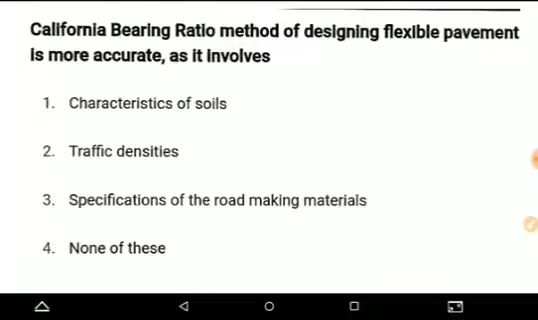 California Bearing Ratio method of designing flexible pavement
is more accurate, as it involves
1. Characteristics of soils
2. Traffic densities
3. Specifications of the road making materials
4. None of these